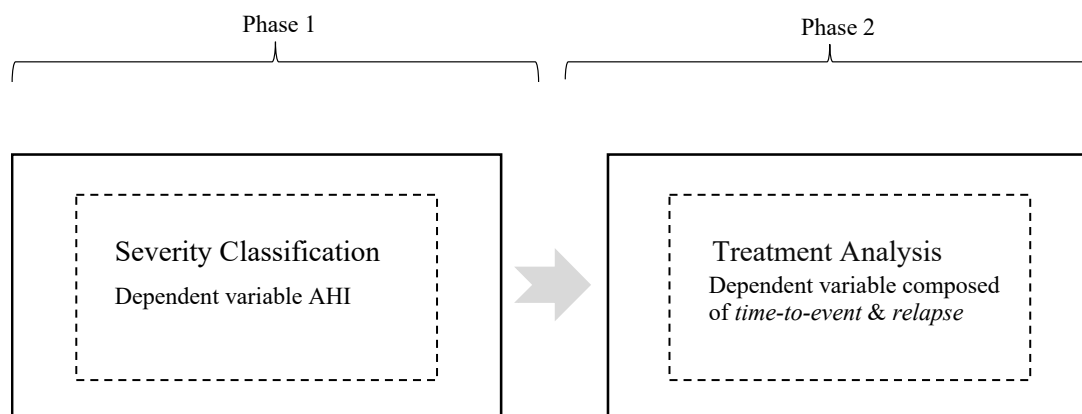 Phase 1
Phase 2
Severity Classification
Dependent variable AHI
Treatment Analysis
Dependent variable composed
of time-to-event & relapse